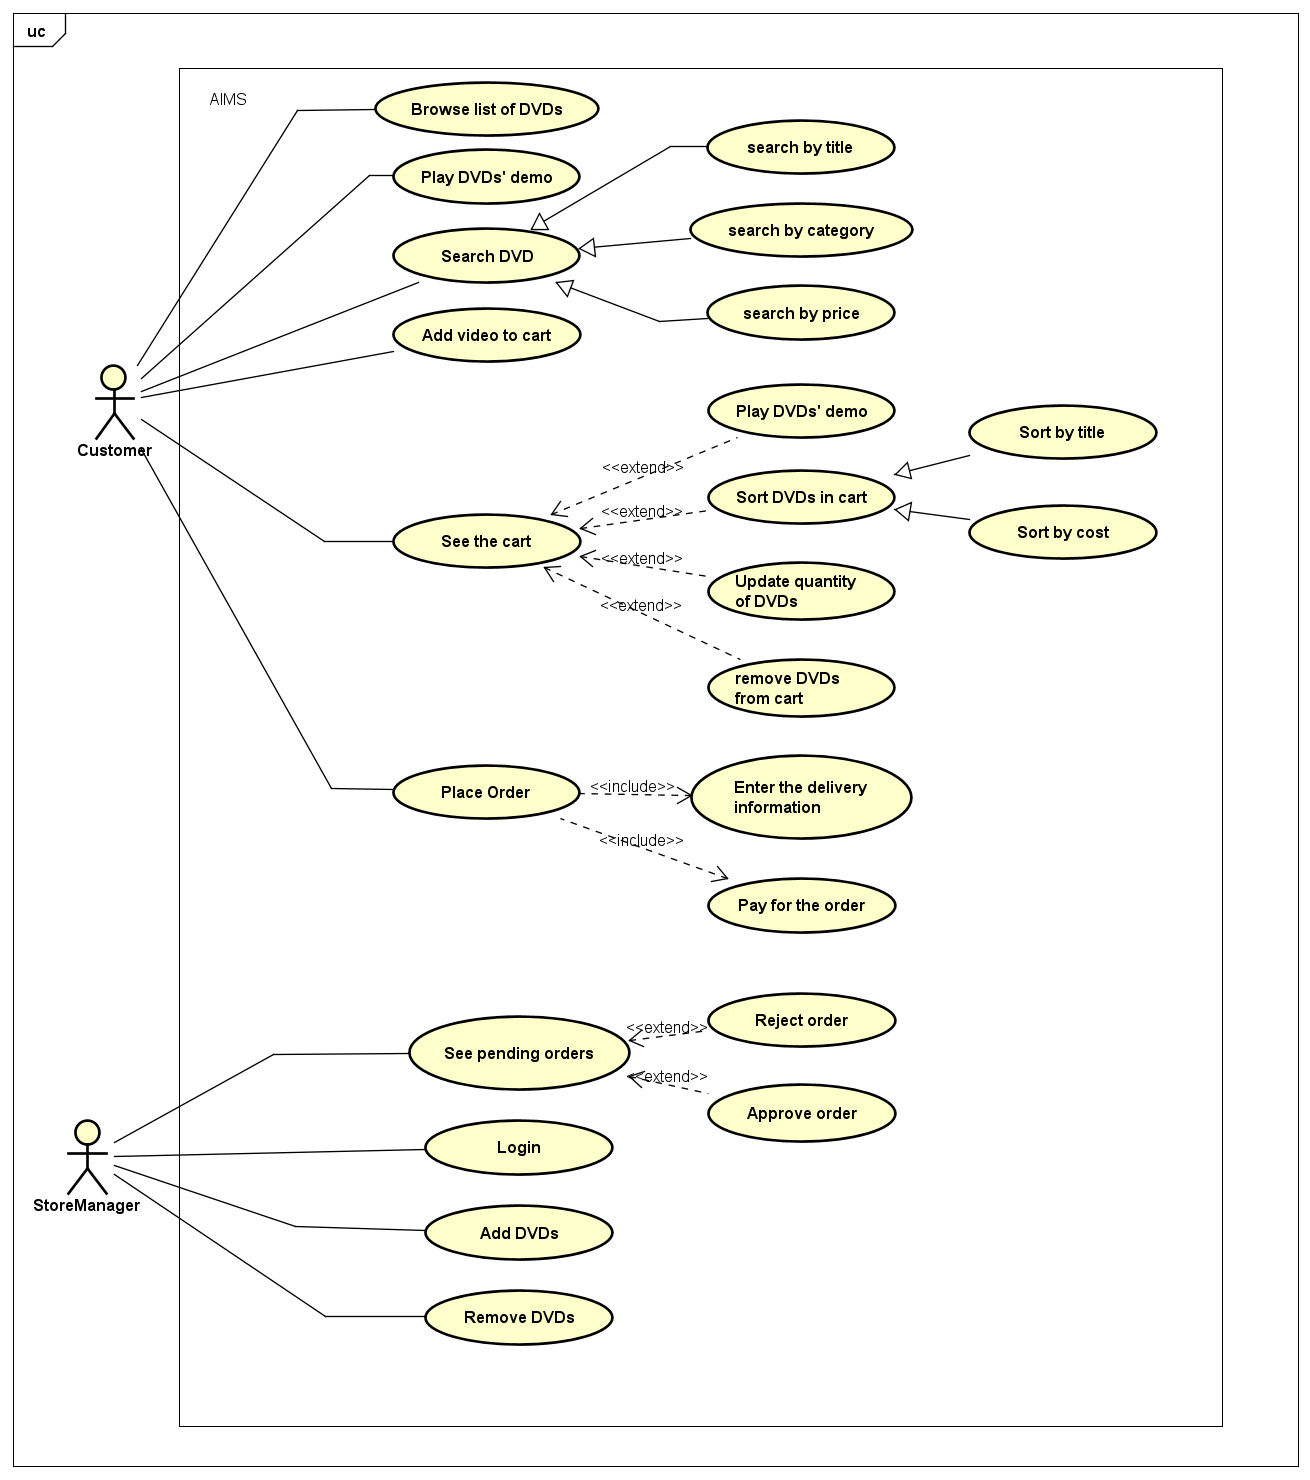 uc
AIMS
Browse list of DVDs
Play DVDs' demo
search by title
Search DVD
search by category
search by price
Add video to cart
Customer
Play DVDs' demo
Sort by title
<<extend>>
Sort DVDs in cart
<<extend>>
Sort by cost
See the cart
<<extend>>
Update quantity
of DVDs
<<extend>>
remove DVDs
from cart
Place Order
<<include>>
Enter the delivery
information
<<include>>
Pay for the order
See pending orders
<<extend>>
Reject order
<<extend>>
Approve order
StoreManager
Login
Add DVDs
Remove DVDs